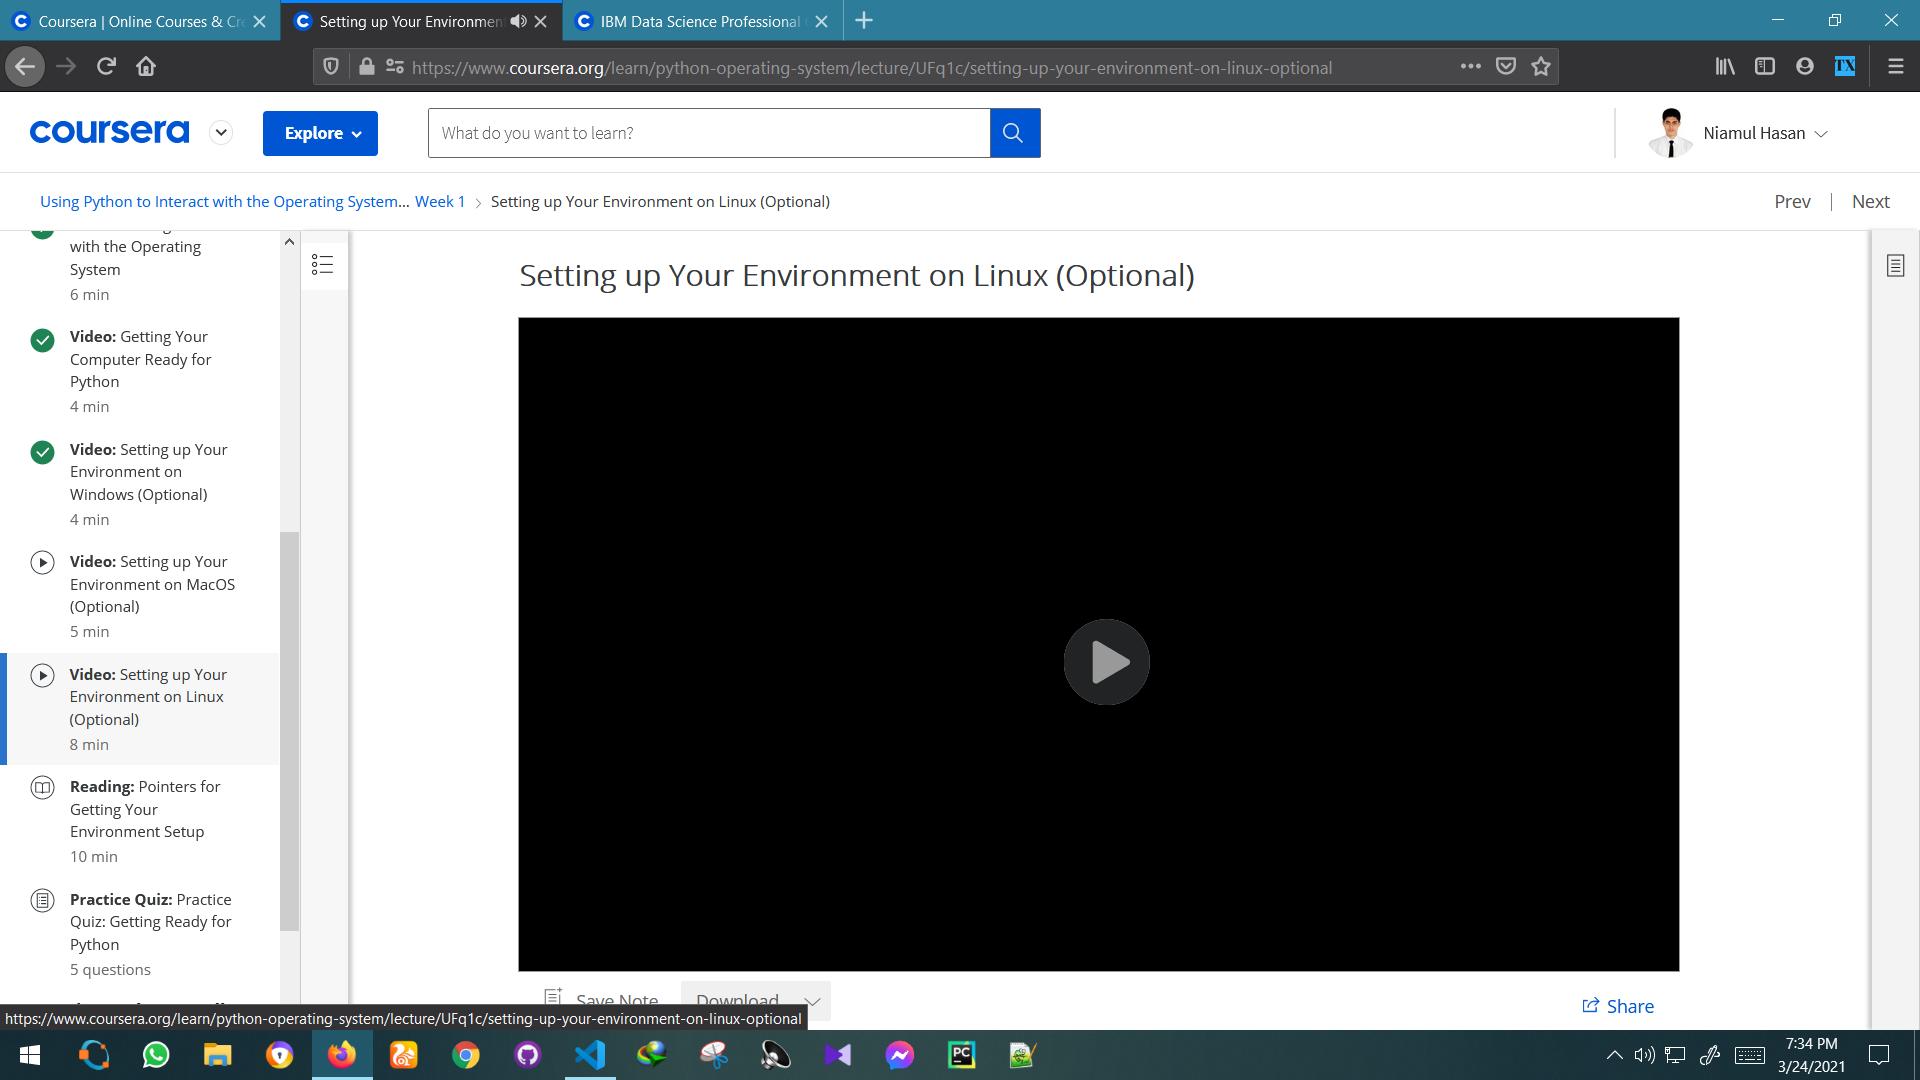 Coursera | Online Courses & Cre
Setting up Your Environmen
IBM Data Science Professional
https://www.coursera.org/learn/python-operating-system/lecture/UFq1c/setting-up-your-environment-on-linux-optional
TX
coursera
Explore
What do you want to learn?
Niamul Hasan
Using Python to Interact with the Operating System... Week 1 > Setting up Your Environment on Linux (Optional)
Prev | Next
with the Operating
System
6 min
Video: Getting Your
Computer Ready for
Python
4 min
Video: Setting up Your
Environment on
Windows (Optional)
4 min
Video: Setting up Your
Environment on MacOS
(Optional)
5 min
Video: Setting up Your
Environment on Linux
(Optional)
8 min
Reading: Pointers for
Getting Your
Environment Setup
10 min
Practice Quiz: Practice
Quiz: Getting Ready for
Python
5 questions
Setting up Your Environment on Linux (Optional)
Save Note
Download
Share
https://www.coursera.org/learn/python-operating-system/lecture/UFq1c/setting-up-your-environment-on-linux-optional
PC
7:34 PM
3/24/2021